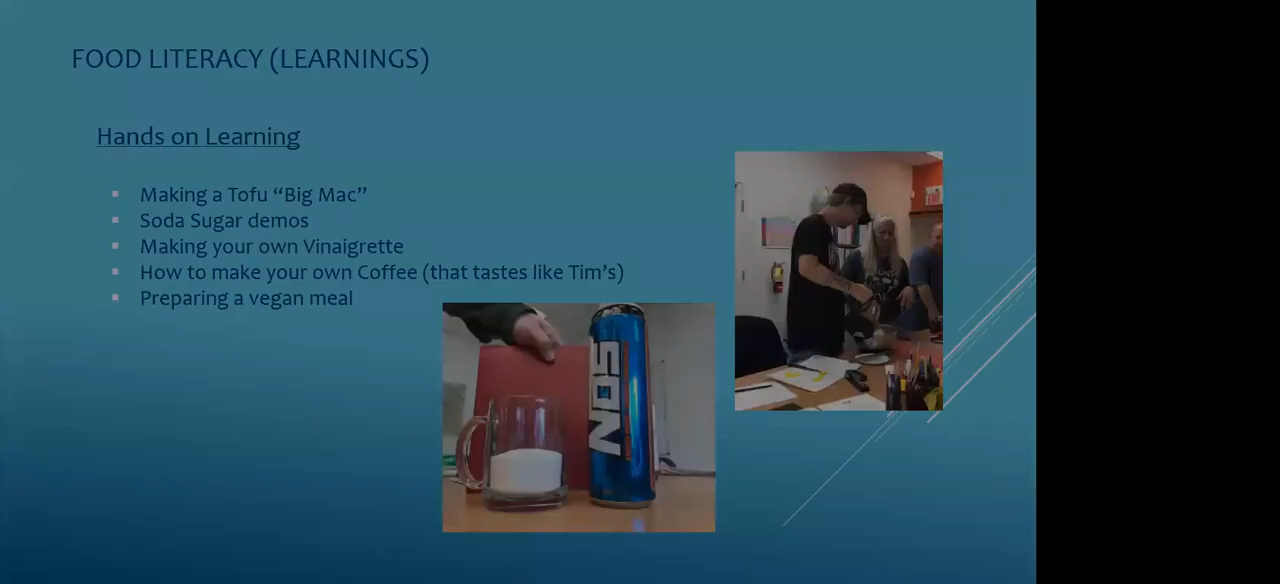 FOOD LITERACY (LEARNINGS)
Hands on Learning
Making a Tofu “Big Mac”
Soda Sugar demos
Making your own Vinaigrette
How to make your own Coffee (that tastes like Tim’s)
Preparing a vegan meal
NOS